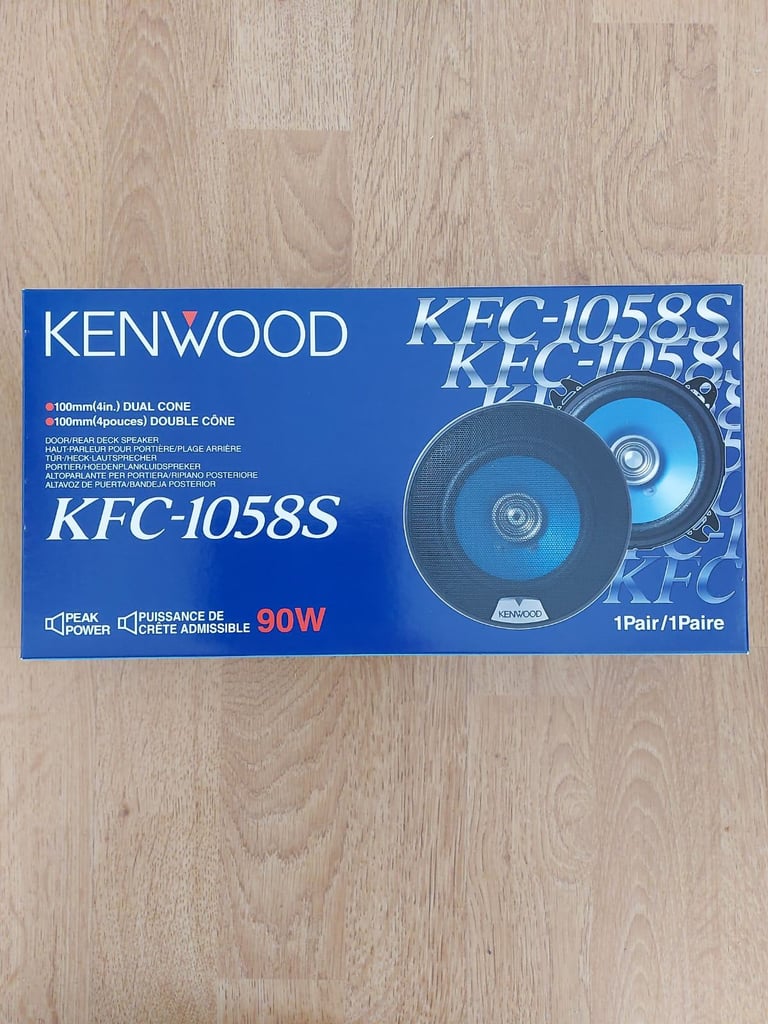 KENWOOD
KFC-1058S
KFC-1058S
100mm(4in.) DUAL CONE
100mm(4pouces) DOUBLE CÔNE
DOOR/REAR DECK SPEAKER
HAUT-PARLEUR POUR PORTIÈRE/PLAGE ARRIÈRE
TÜR-/HECK-LAUTSPRECHER
PORTIER/HOEDENPLANKLUIDSPREKER
ALTOPARLANTE PER PORTIERA/RIPIANO POSTERIORE
ALTAVOZ DE PUERTA/BANDEJA POSTERIOR
KFC-1058S
KENWOOD
KFC
PEAK POWER
PUISSANCE DE CRÊTE ADMISSIBLE 90W
1Pair/1Paire